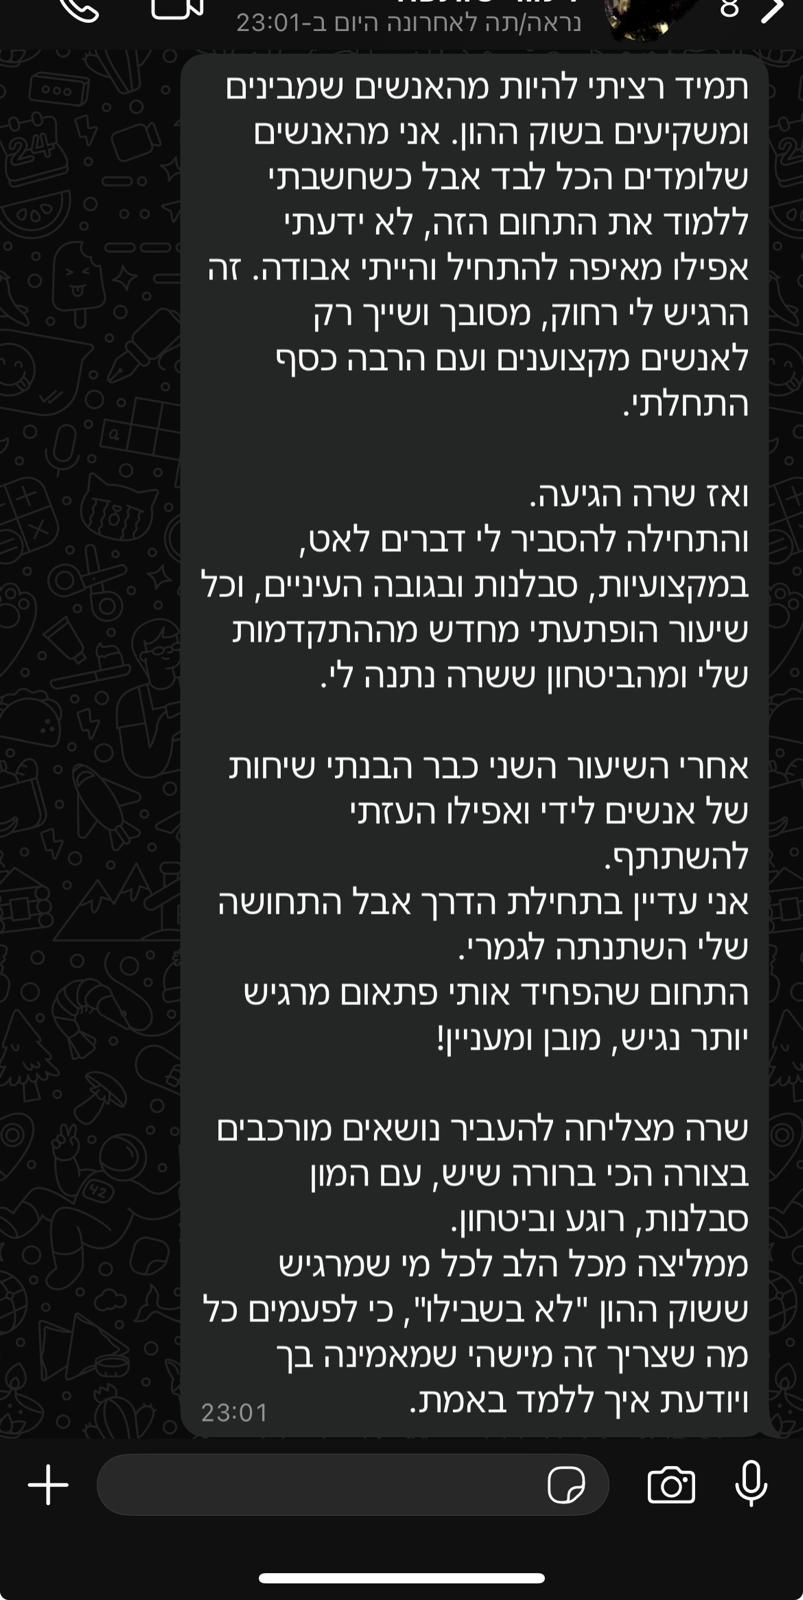 8
נראה/תה לאחרונה היום ב-23:01
תמיד רציתי להיות מהאנשים שמבינים
ומשקיעים בשוק ההון. אני מהאנשים
שלומדים הכל לבד אבל כשחשבתי
ללמוד את התחום הזה, לא ידעתי
אפילו מאיפה להתחיל והייתי אבודה. זה
הרגיש לי רחוק, מסובך ושייך רק
לאנשים מקצוענים ועם הרבה כסף
התחלתי.
ואז שרה הגיעה.
והתחילה להסביר לי דברים לאט,
במקצועיות, סבלנות ובגובה העיניים, וכל
שיעור הופתעתי מחדש מההתקדמות
שלי ומהביטחון ששרה נתנה לי.
אחרי השיעור השני כבר הבנתי שיחות
של אנשים לידי ואפילו העזתי
להשתתף.
אני עדיין בתחילת הדרך אבל התחושה
שלי השתנתה לגמרי.
התחום שהפחיד אותי פתאום מרגיש
יותר נגיש, מובן ומעניין!
שרה מצליחה להעביר נושאים מורכבים
בצורה הכי ברורה שיש, עם המון
סבלנות, רוגע וביטחון.
ממליצה מכל הלב לכל מי שמרגיש
ששוק ההון "לא בשבילו", כי לפעמים כל
מה שצריך זה מישהי שמאמינה בך
ויודעת איך ללמד באמת.
23:01